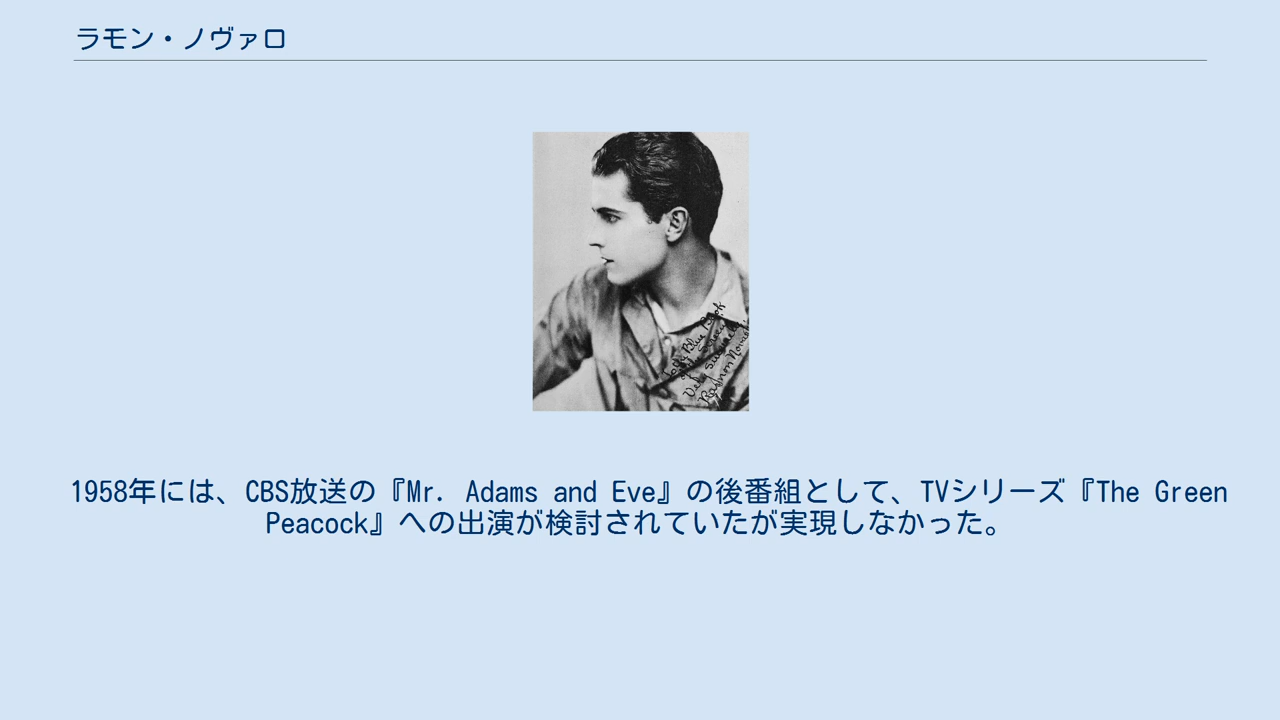 ラモン・ノヴァロ
Ramon Novarro
1958年には、CBS放送の『Mr. Adams and Eve』の後番組として、TVシリーズ『The Green
Peacock』への出演が検討されていたが実現しなかった。